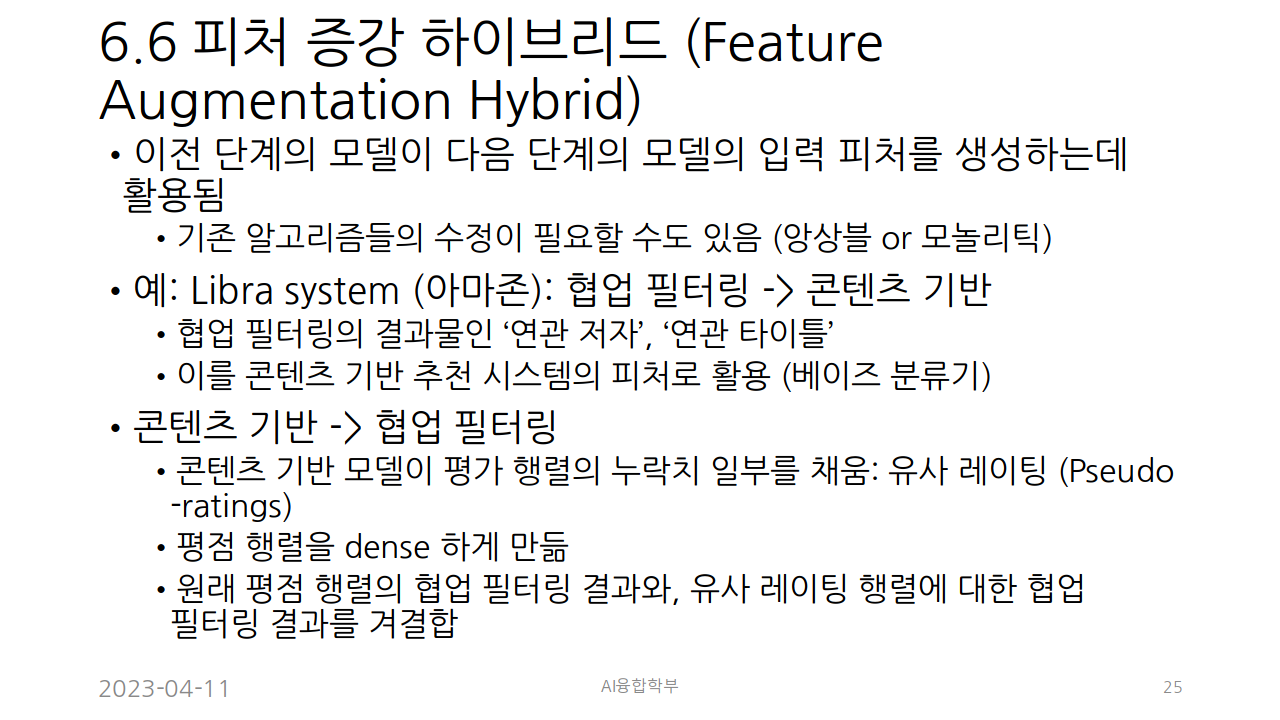 6.6 피처 증강 하이브리드 (Feature
Augmentation Hybrid)
• 이전 단계의 모델이 다음 단계의 모델의 입력 피처를 생성하는데
활용됨
• 기존 알고리즘들의 수정이 필요할 수도 있음 (앙상블 or 모놀리틱)
• 예: Libra system (아마존): 협업 필터링 -> 콘텐츠 기반
• 협업 필터링의 결과물인 ‘연관 저자’, ‘연관 타이틀’
• 이를 콘텐츠 기반 추천 시스템의 피처로 활용 (베이즈 분류기)
• 콘텐츠 기반 -> 협업 필터링
• 콘텐츠 기반 모델이 평가 행렬의 누락치 일부를 채움: 유사 레이팅 (Pseudo
-ratings)
• 평점 행렬을 dense 하게 만듦
• 원래 평점 행렬의 협업 필터링 결과와, 유사 레이팅 행렬에 대한 협업
필터링 결과를 겨결합
2023-04-11
AI융합학부
25